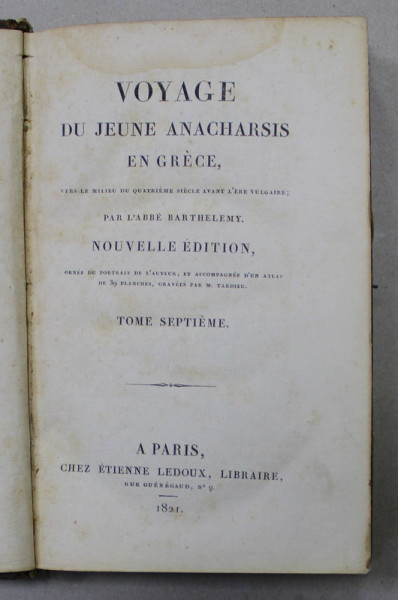 VOYAGE
DU JEUNE ANACHARSIS
EN GRÈCE,
VERS LE MILIEU DU QUATRIÈME SIÈCLE AVANT L'ÈRE VULGAIRE;
PAR L'ABBÉ BARTHELEMY.
NOUVELLE ÉDITION,
ORNÉE DU PORTRAIT DE L'AUTEUR, ET ACCOMPAGNÉE D'UN ATLAS
DE 39 PLANCHES, GRAVÉES PAR M. TARDIEU.
TOME SEPTIÈME.
A PARIS,
CHEZ ÉTIENNE LEDOUX, LIBRAIRE,
RUE GUÉNÉGAUD, Nº 9.
1821.